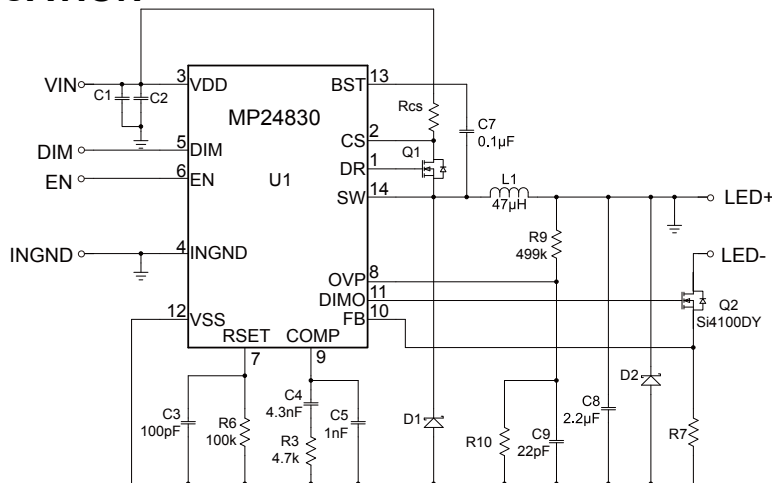 VIN
C1
C2
3
VDD
BST
13
MP24830
Rcs
C7
0.1µF
CS
2
DIM
5
DIM
Q1
DR
1
EN
6
EN
U1
SW
14
L1
47µH
LED+
R9
499k
INGND
4
INGND
LED-
OVP
8
DIMO
11
Q2
Si4100DY
12
VSS
FB
10
RSET
COMP
7
9
C3
100pF
R6
100k
C4
4.3nF
R3
4.7k
C5
1nF
D1
R10
C9
22pF
C8
2.2µF
D2
R7